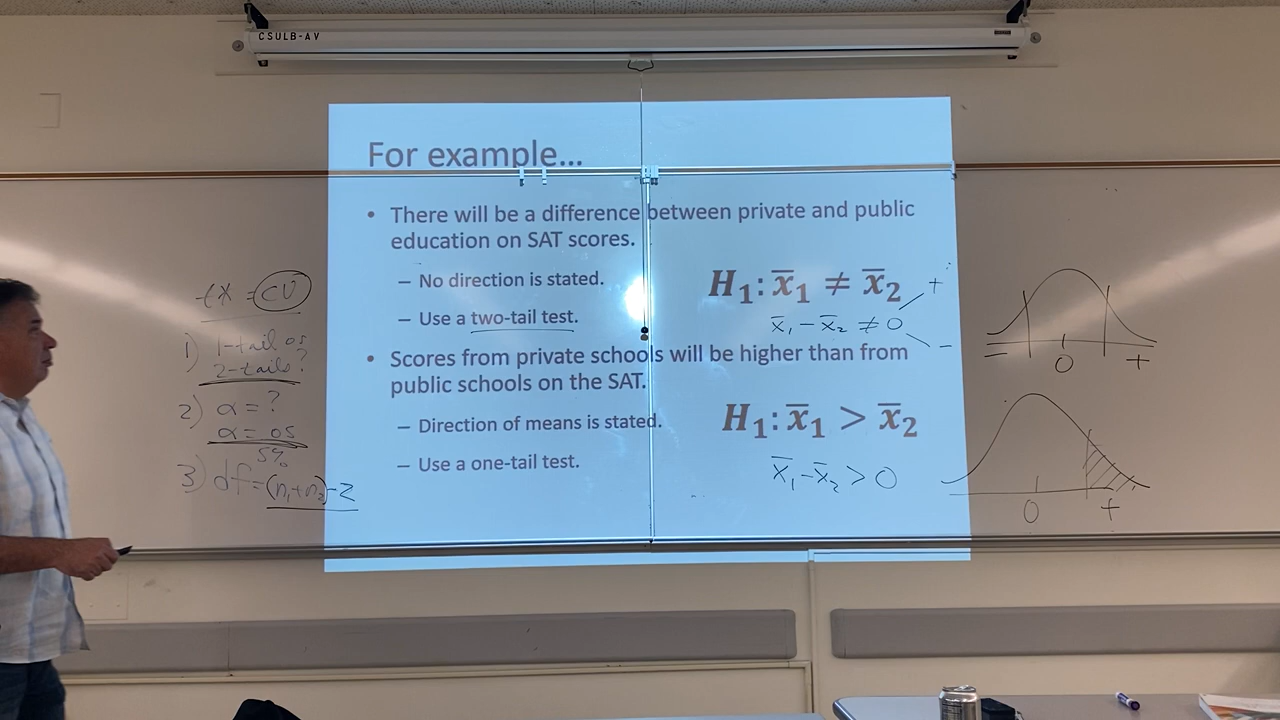 CSULB-AV
For example...
• There will be a difference between private and public
education on SAT scores.
– No direction is stated.
– Use a two-tail test.
H₁: x̅₁ ≠ x̅₂
x̅₁ - x̅₂ ≠ 0
+
-
• Scores from private schools will be higher than from
public schools on the SAT.
– Direction of means is stated.
– Use a one-tail test.
H₁: x̅₁ > x̅₂
x̅₁ - x̅₂ > 0
= CV
1) 1-tail or
2-tails?
2) α = ?
α = .05
5%
3) df = (n₁+n₂)-2
– 0 +
0 +